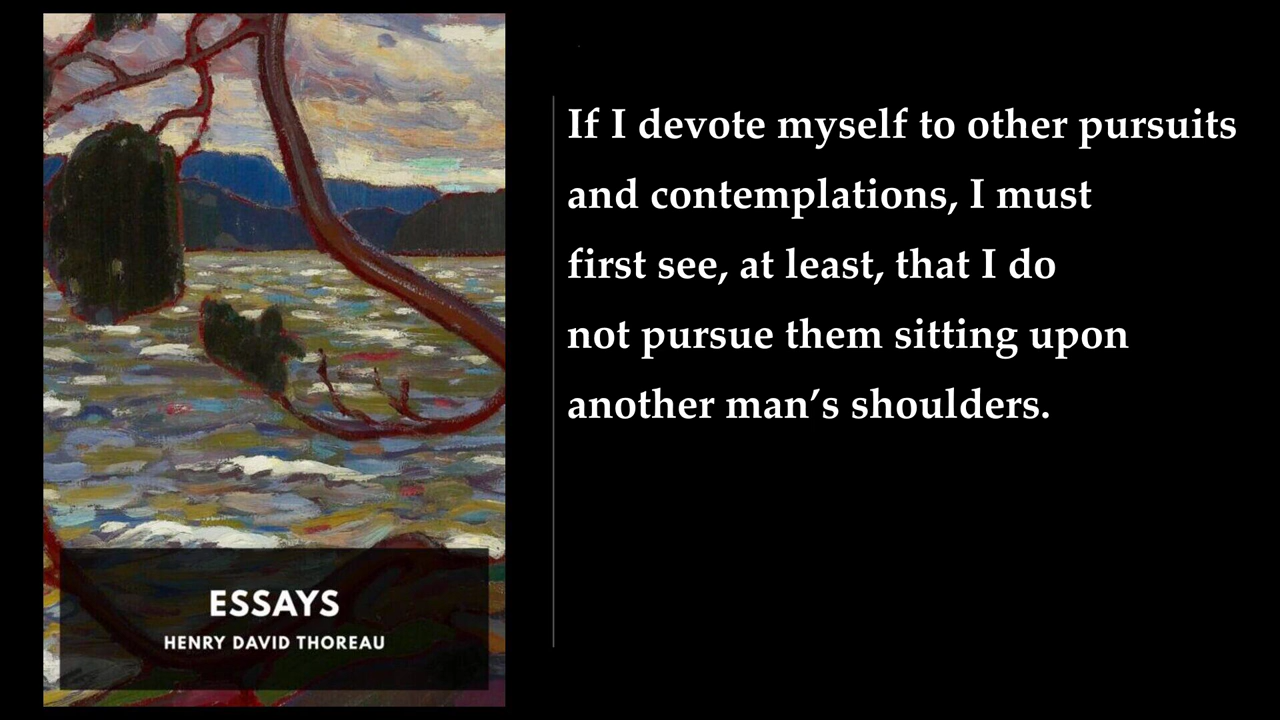 ESSAYS
HENRY DAVID THOREAU
If I devote myself to other pursuits
and contemplations, I must
first see, at least, that I do
not pursue them sitting upon
another man’s shoulders.